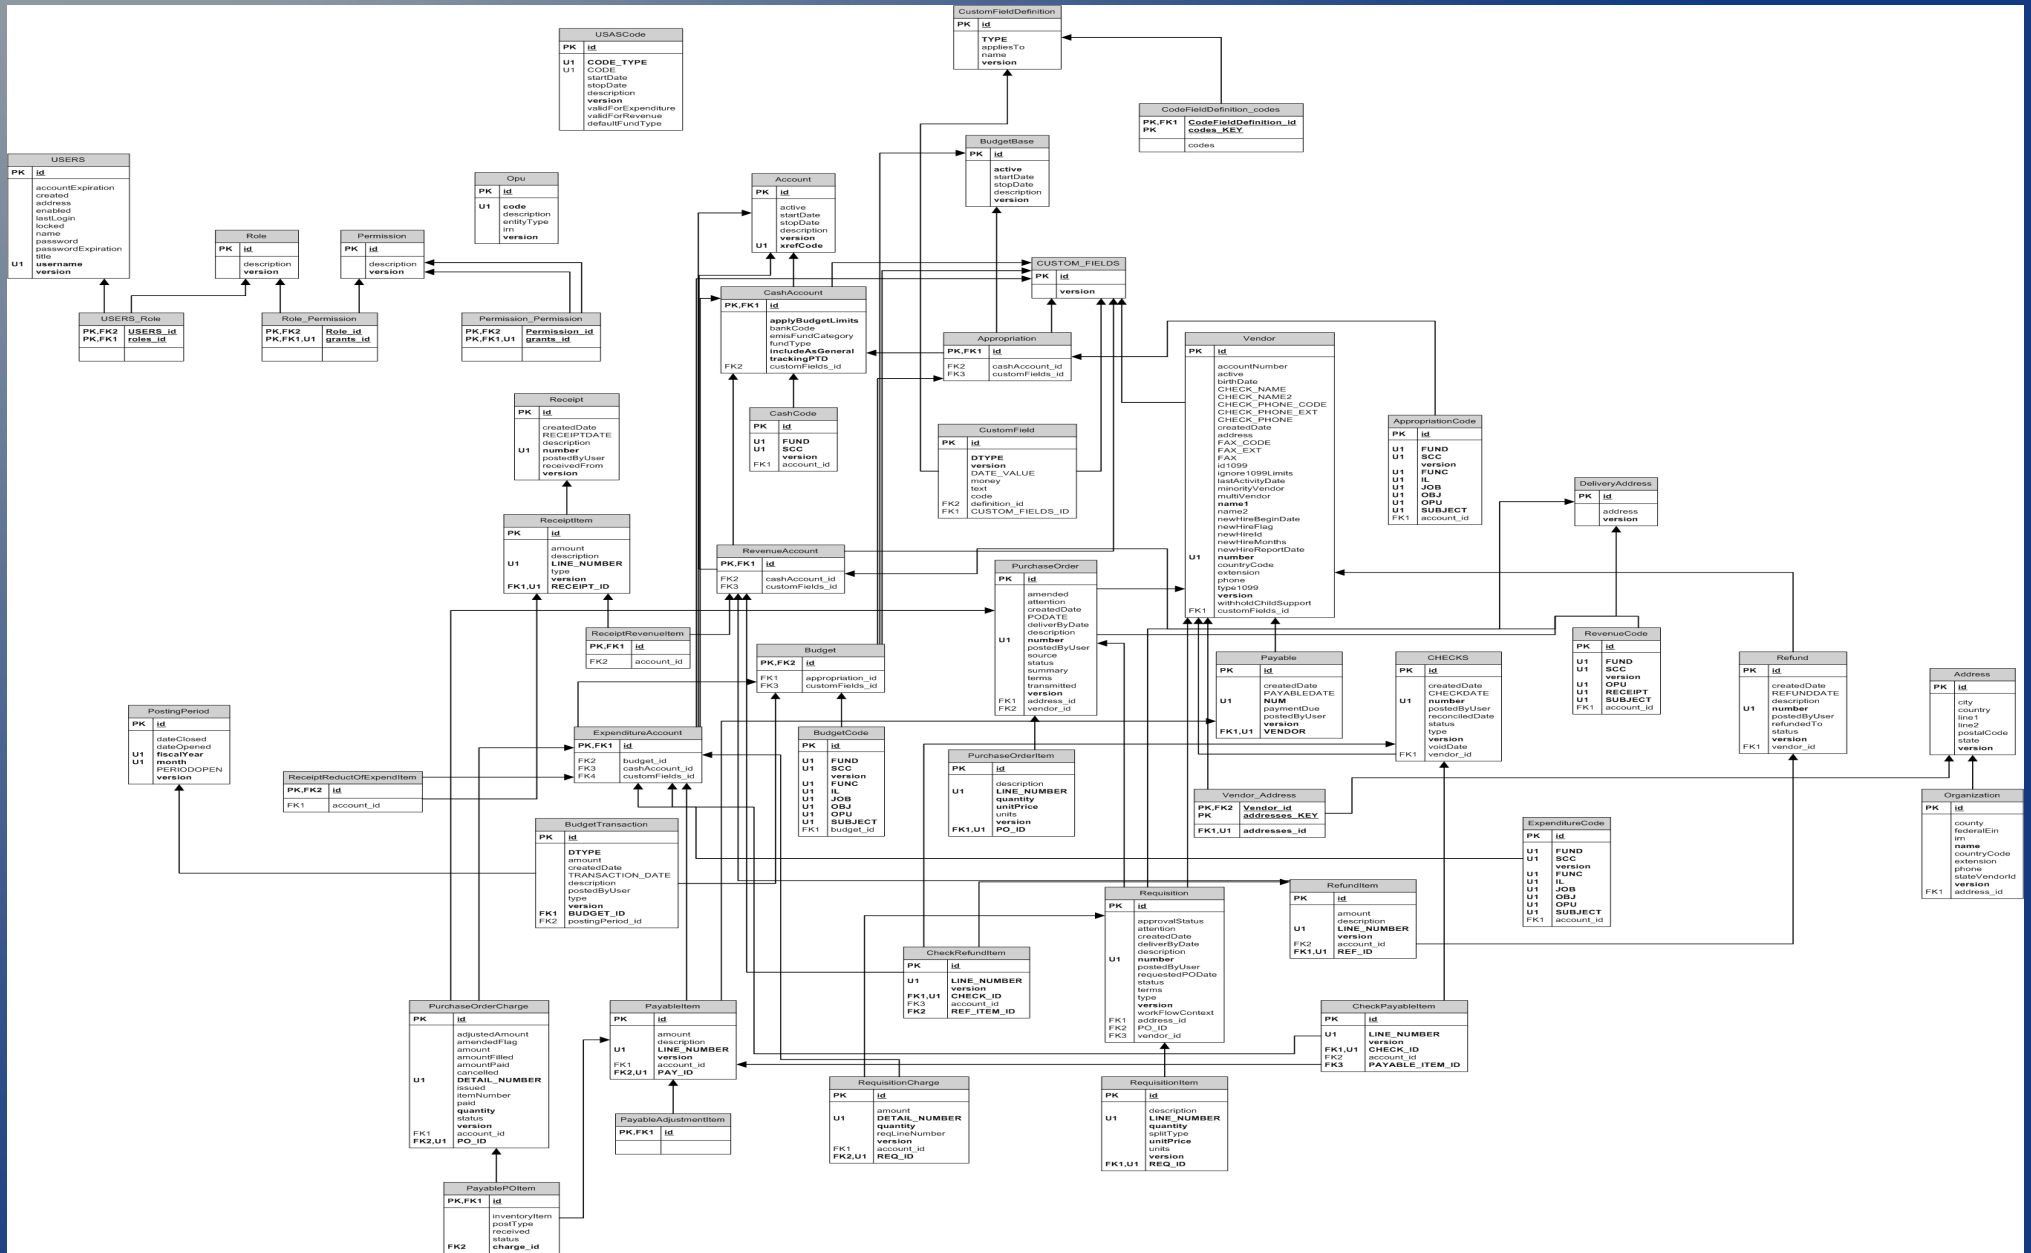 CustomFieldDefinition
PK id
TYPE
appliesTo
name
version
USASCode
PK id
U1 CODE_TYPE
U1 CODE
startDate
stopDate
description
version
validForExpenditure
validForRevenue
defaultFundType
CodeFieldDefinition_codes
PK,FK1 CodeFieldDefinition_id
PK codes_KEY
codes
BudgetBase
PK id
active
startDate
stopDate
description
version
USERS
PK id
accountExpiration
created
address
enabled
lastLogin
locked
name
password
passwordExpiration
title
U1 username
version
Opu
PK id
U1 code
description
entityType
irn
version
Account
PK id
active
startDate
stopDate
description
version
U1 xrefCode
Role
PK id
description
version
Permission
PK id
description
version
CUSTOM_FIELDS
PK id
version
CashAccount
PK,FK1 id
applyBudgetLimits
bankCode
emisFundCategory
fundType
includeAsGeneral
trackingPTD
FK2 customFields_id
USERS_Role
PK,FK2 USERS_id
PK,FK1 roles_id
Role_Permission
PK,FK2 Role_id
PK,FK1,U1 grants_id
Permission_Permission
PK,FK2 Permission_id
PK,FK1,U1 grants_id
Appropriation
PK,FK1 id
FK2 cashAccount_id
FK3 customFields_id
Vendor
PK id
accountNumber
active
birthDate
CHECK_NAME
CHECK_NAME2
CHECK_PHONE_CODE
CHECK_PHONE_EXT
CHECK_PHONE
createdDate
address
FAX_CODE
FAX_EXT
FAX
id1099
ignore1099Limits
lastActivityDate
minorityVendor
multiVendor
name1
name2
newHireBeginDate
newHireFlag
newHireId
newHireMonths
newHireReportDate
U1 number
countryCode
extension
phone
type1099
version
withholdChildSupport
FK1 customFields_id
Receipt
PK id
createdDate
RECEIPTDATE
description
U1 number
postedByUser
receivedFrom
version
CashCode
PK id
U1 FUND
U1 SCC
version
FK1 account_id
CustomField
PK id
DTYPE
version
DATE_VALUE
money
text
code
FK2 definition_id
FK1 CUSTOM_FIELDS_ID
AppropriationCode
PK id
U1 FUND
U1 SCC
version
U1 FUNC
U1 IL
U1 JOB
U1 OBJ
U1 OPU
U1 SUBJECT
FK1 account_id
DeliveryAddress
PK id
address
version
ReceiptItem
PK id
amount
description
U1 LINE_NUMBER
type
version
FK1,U1 RECEIPT_ID
RevenueAccount
PK,FK1 id
FK2 cashAccount_id
FK3 customFields_id
PurchaseOrder
PK id
amended
attention
createdDate
PODATE
deliverByDate
description
U1 number
postedByUser
source
status
summary
terms
transmitted
version
FK1 address_id
FK2 vendor_id
ReceiptRevenueItem
PK,FK1 id
FK2 account_id
Budget
PK,FK2 id
FK1 appropriation_id
FK3 customFields_id
Payable
PK id
createdDate
PAYABLEDATE
U1 NUM
paymentDue
postedByUser
version
FK1,U1 VENDOR
CHECKS
PK id
createdDate
CHECKDATE
U1 number
postedByUser
reconciledDate
status
type
version
voidDate
FK1 vendor_id
RevenueCode
PK id
U1 FUND
U1 SCC
version
U1 OPU
U1 RECEIPT
U1 SUBJECT
FK1 account_id
Refund
PK id
createdDate
REFUNDDATE
description
U1 number
postedByUser
refundedTo
status
version
FK1 vendor_id
Address
PK id
city
country
line1
line2
postalCode
state
version
PostingPeriod
PK id
dateClosed
dateOpened
U1 fiscalYear
U1 month
PERIODOPEN
version
ExpenditureAccount
PK,FK1 id
FK2 budget_id
FK3 cashAccount_id
FK4 customFields_id
BudgetCode
PK id
U1 FUND
U1 SCC
version
U1 FUNC
U1 IL
U1 JOB
U1 OBJ
U1 OPU
U1 SUBJECT
FK1 budget_id
PurchaseOrderItem
PK id
description
U1 LINE_NUMBER
quantity
unitPrice
units
version
FK1,U1 PO_ID
ReceiptReductOfExpendItem
PK,FK2 id
FK1 account_id
Vendor_Address
PK,FK2 Vendor_id
PK addresses_KEY
FK1,U1 addresses_id
Organization
PK id
county
federalEin
irn
name
countryCode
extension
phone
stateVendorId
version
FK1 address_id
BudgetTransaction
PK id
DTYPE
amount
createdDate
TRANSACTION_DATE
description
postedByUser
type
version
FK1 BUDGET_ID
FK2 postingPeriod_id
ExpenditureCode
PK id
U1 FUND
U1 SCC
version
U1 FUNC
U1 IL
U1 JOB
U1 OBJ
U1 OPU
U1 SUBJECT
FK1 account_id
Requisition
PK id
approvalStatus
attention
createdDate
deliverByDate
description
U1 number
postedByUser
requestedPODate
status
terms
type
version
workFlowContext
FK1 address_id
FK2 PO_ID
FK3 vendor_id
RefundItem
PK id
amount
description
U1 LINE_NUMBER
version
FK2 account_id
FK1,U1 REF_ID
CheckRefundItem
PK id
U1 LINE_NUMBER
version
FK1,U1 CHECK_ID
FK3 account_id
FK2 REF_ITEM_ID
PurchaseOrderCharge
PK id
adjustedAmount
amendedFlag
amount
amountFilled
amountPaid
cancelled
U1 DETAIL_NUMBER
issued
itemNumber
paid
quantity
status
version
FK1 account_id
FK2,U1 PO_ID
PayableItem
PK id
amount
description
U1 LINE_NUMBER
version
FK1 account_id
FK2,U1 PAY_ID
CheckPayableItem
PK id
U1 LINE_NUMBER
version
FK1,U1 CHECK_ID
FK2 account_id
FK3 PAYABLE_ITEM_ID
RequisitionCharge
PK id
amount
U1 DETAIL_NUMBER
quantity
reqLineNumber
version
FK1 account_id
FK2,U1 REQ_ID
RequisitionItem
PK id
description
U1 LINE_NUMBER
quantity
splitType
unitPrice
units
version
FK1,U1 REQ_ID
PayableAdjustmentItem
PK,FK1 id
PayablePOItem
PK,FK1 id
inventoryItem
postType
received
status
FK2 charge_id